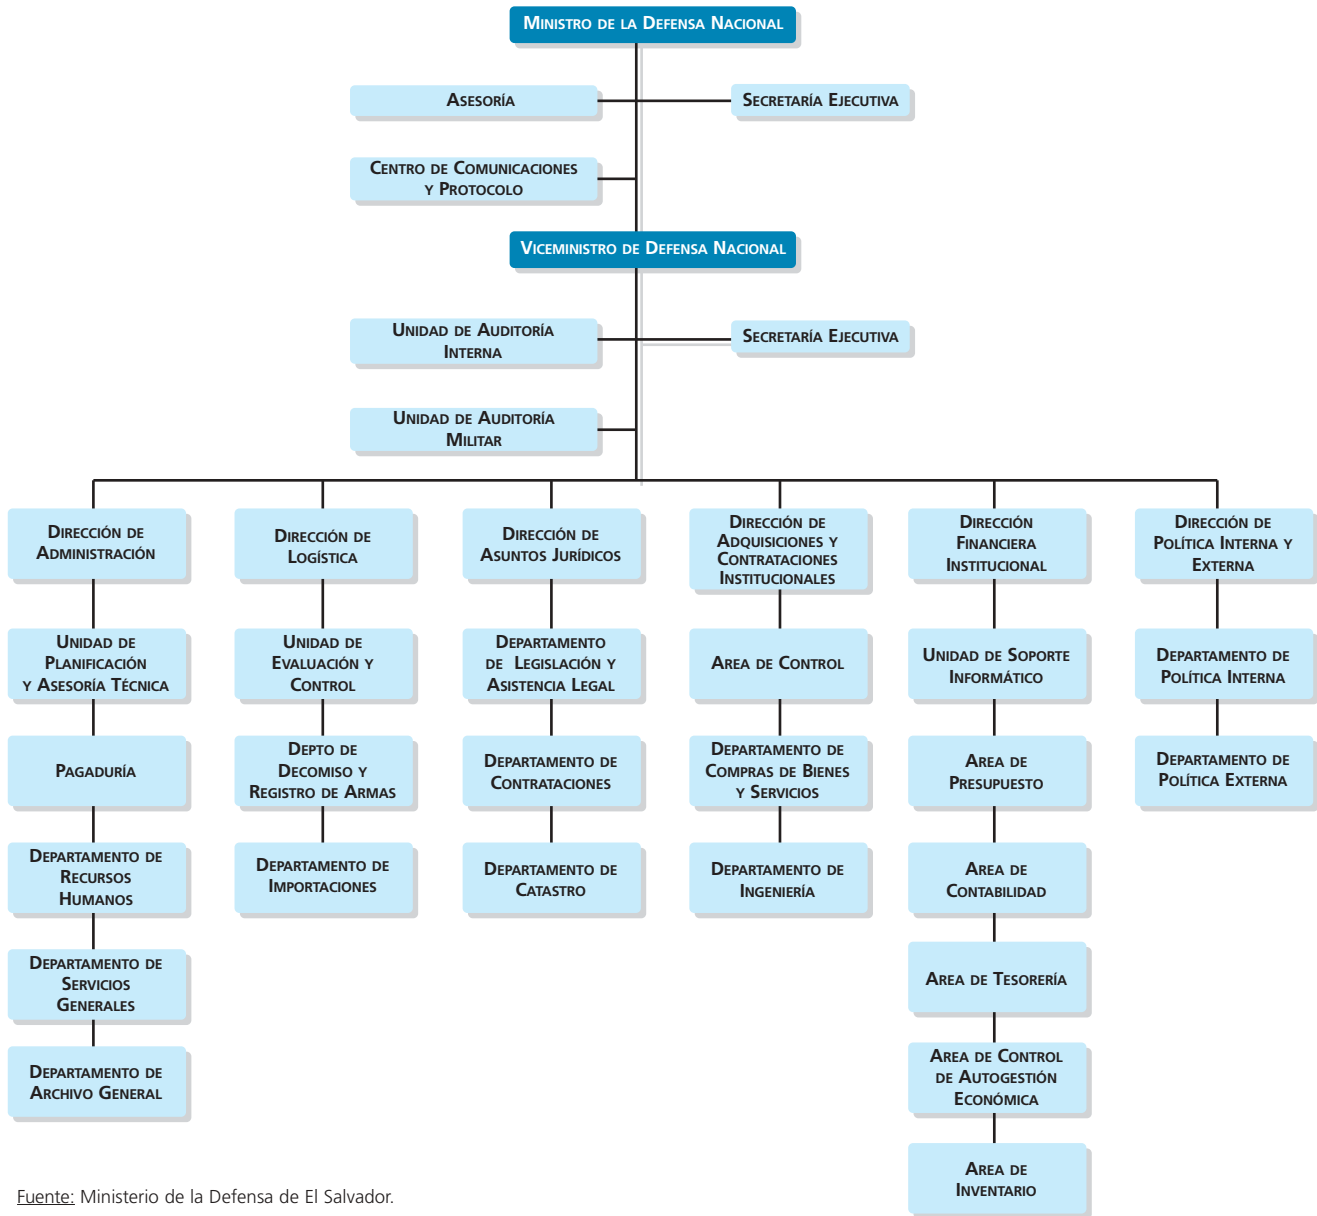 Ministro de la Defensa Nacional
Asesoría
Secretaría Ejecutiva
Centro de Comunicaciones
y Protocolo
Viceministro de Defensa Nacional
Unidad de Auditoría
Interna
Secretaría Ejecutiva
Unidad de Auditoría
Militar
Dirección de
Administración
Dirección de
Logística
Dirección de
Asuntos Jurídicos
Dirección de
Adquisiciones y
Contrataciones
Institucionales
Dirección
Financiera
Institucional
Dirección de
Política Interna y
Externa
Unidad de
Planificación
y Asesoría Técnica
Unidad de
Evaluación y
Control
Departamento
de Legislación y
Asistencia Legal
Area de Control
Unidad de Soporte
Informático
Departamento de
Política Interna
Pagaduría
Depto de
Decomiso y
Registro de Armas
Departamento de
Contrataciones
Departamento de
Compras de Bienes
y Servicios
Area de
Presupuesto
Departamento de
Política Externa
Departamento de
Recursos
Humanos
Departamento de
Importaciones
Departamento de
Catastro
Departamento de
Ingeniería
Area de
Contabilidad
Departamento de
Servicios
Generales
Area de Tesorería
Departamento de
Archivo General
Area de Control
de Autogestión
Económica
Area de
Inventario
Fuente: Ministerio de la Defensa de El Salvador.